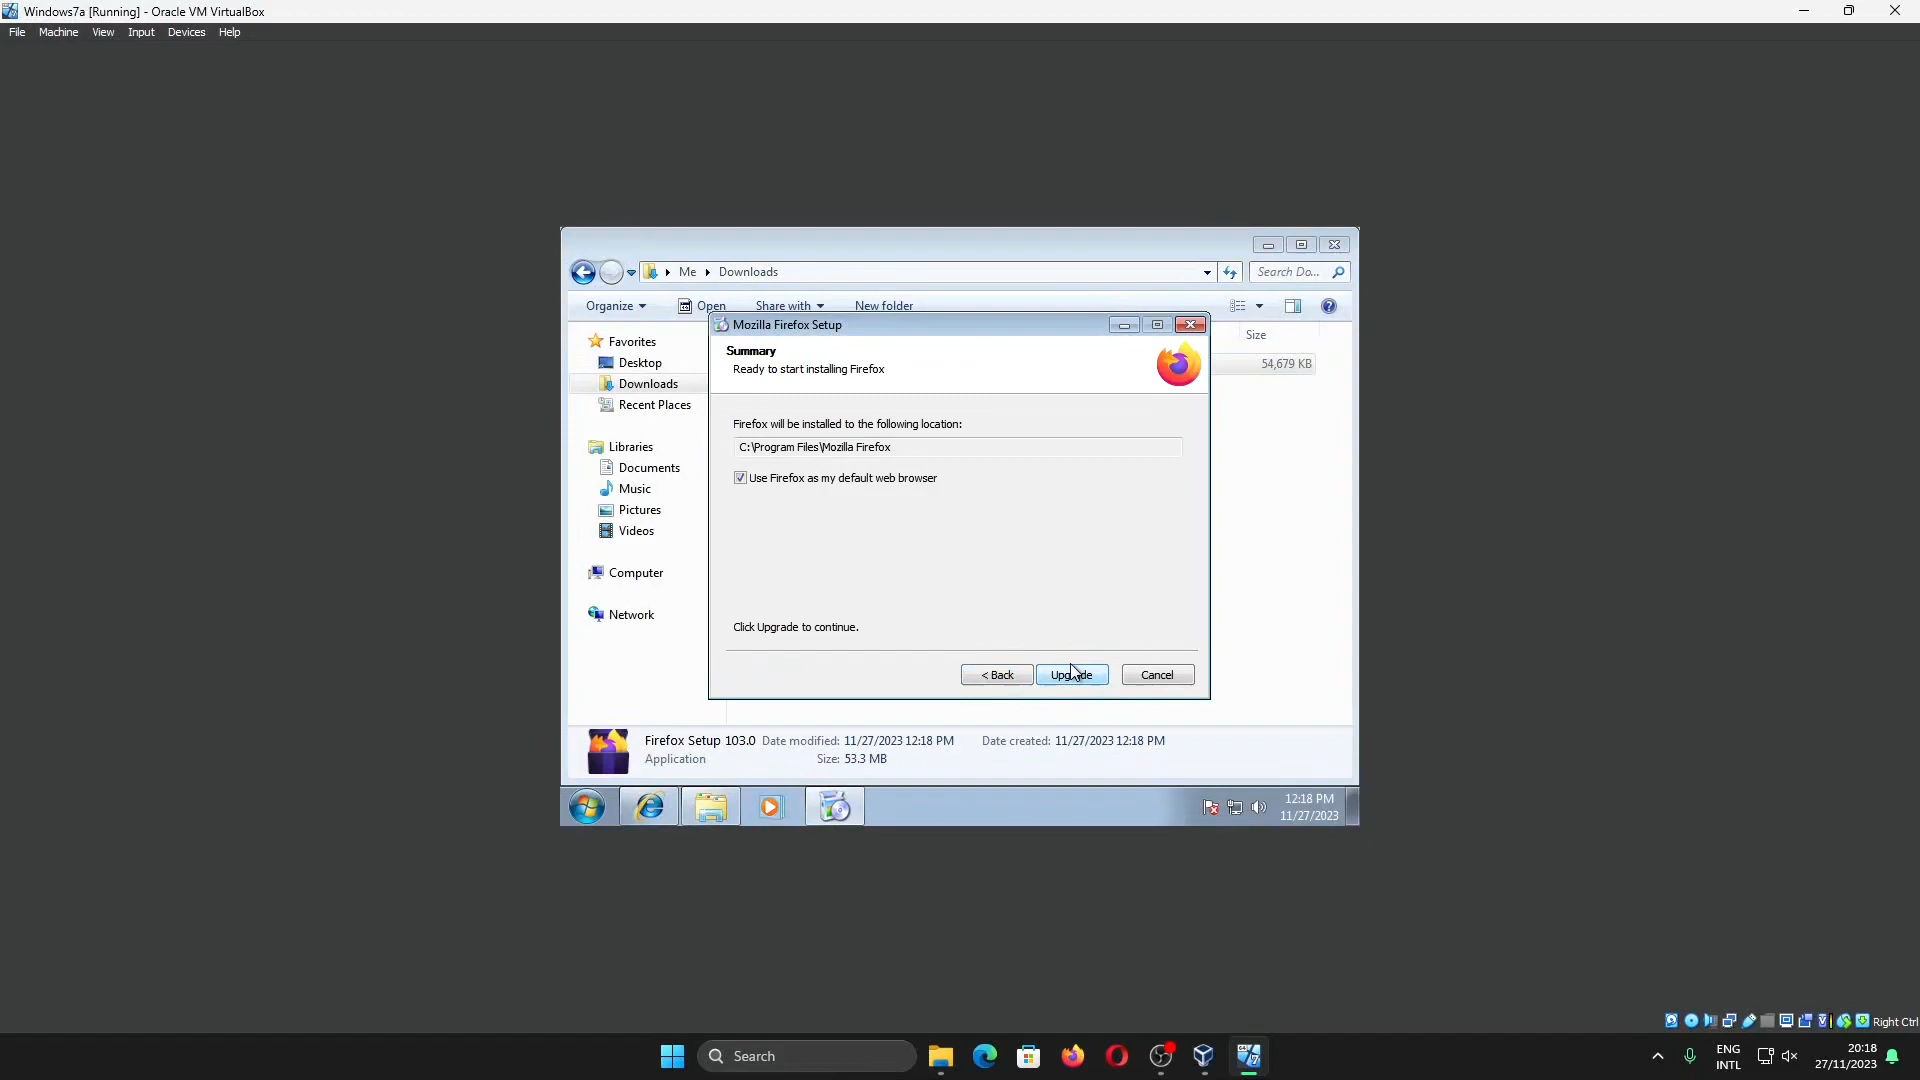 Windows7a [Running] - Oracle VM VirtualBox
File Machine View Input Devices Help
Me Downloads
Search Do...
Organize Open Share with New folder
Mozilla Firefox Setup
Size
Favorites
Desktop
Downloads
Recent Places
Libraries
Documents
Music
Pictures
Videos
Computer
Network
Summary
Ready to start installing Firefox
54,679 KB
Firefox will be installed to the following location:
C:\Program Files\Mozilla Firefox
Use Firefox as my default web browser
Click Upgrade to continue.
< Back Upgrade Cancel
Firefox Setup 103.0 Date modified: 11/27/2023 12:18 PM Date created: 11/27/2023 12:18 PM
Application Size: 53.3 MB
12:18 PM
11/27/2023
Right Ctrl
Search
ENG
INTL
20:18
27/11/2023